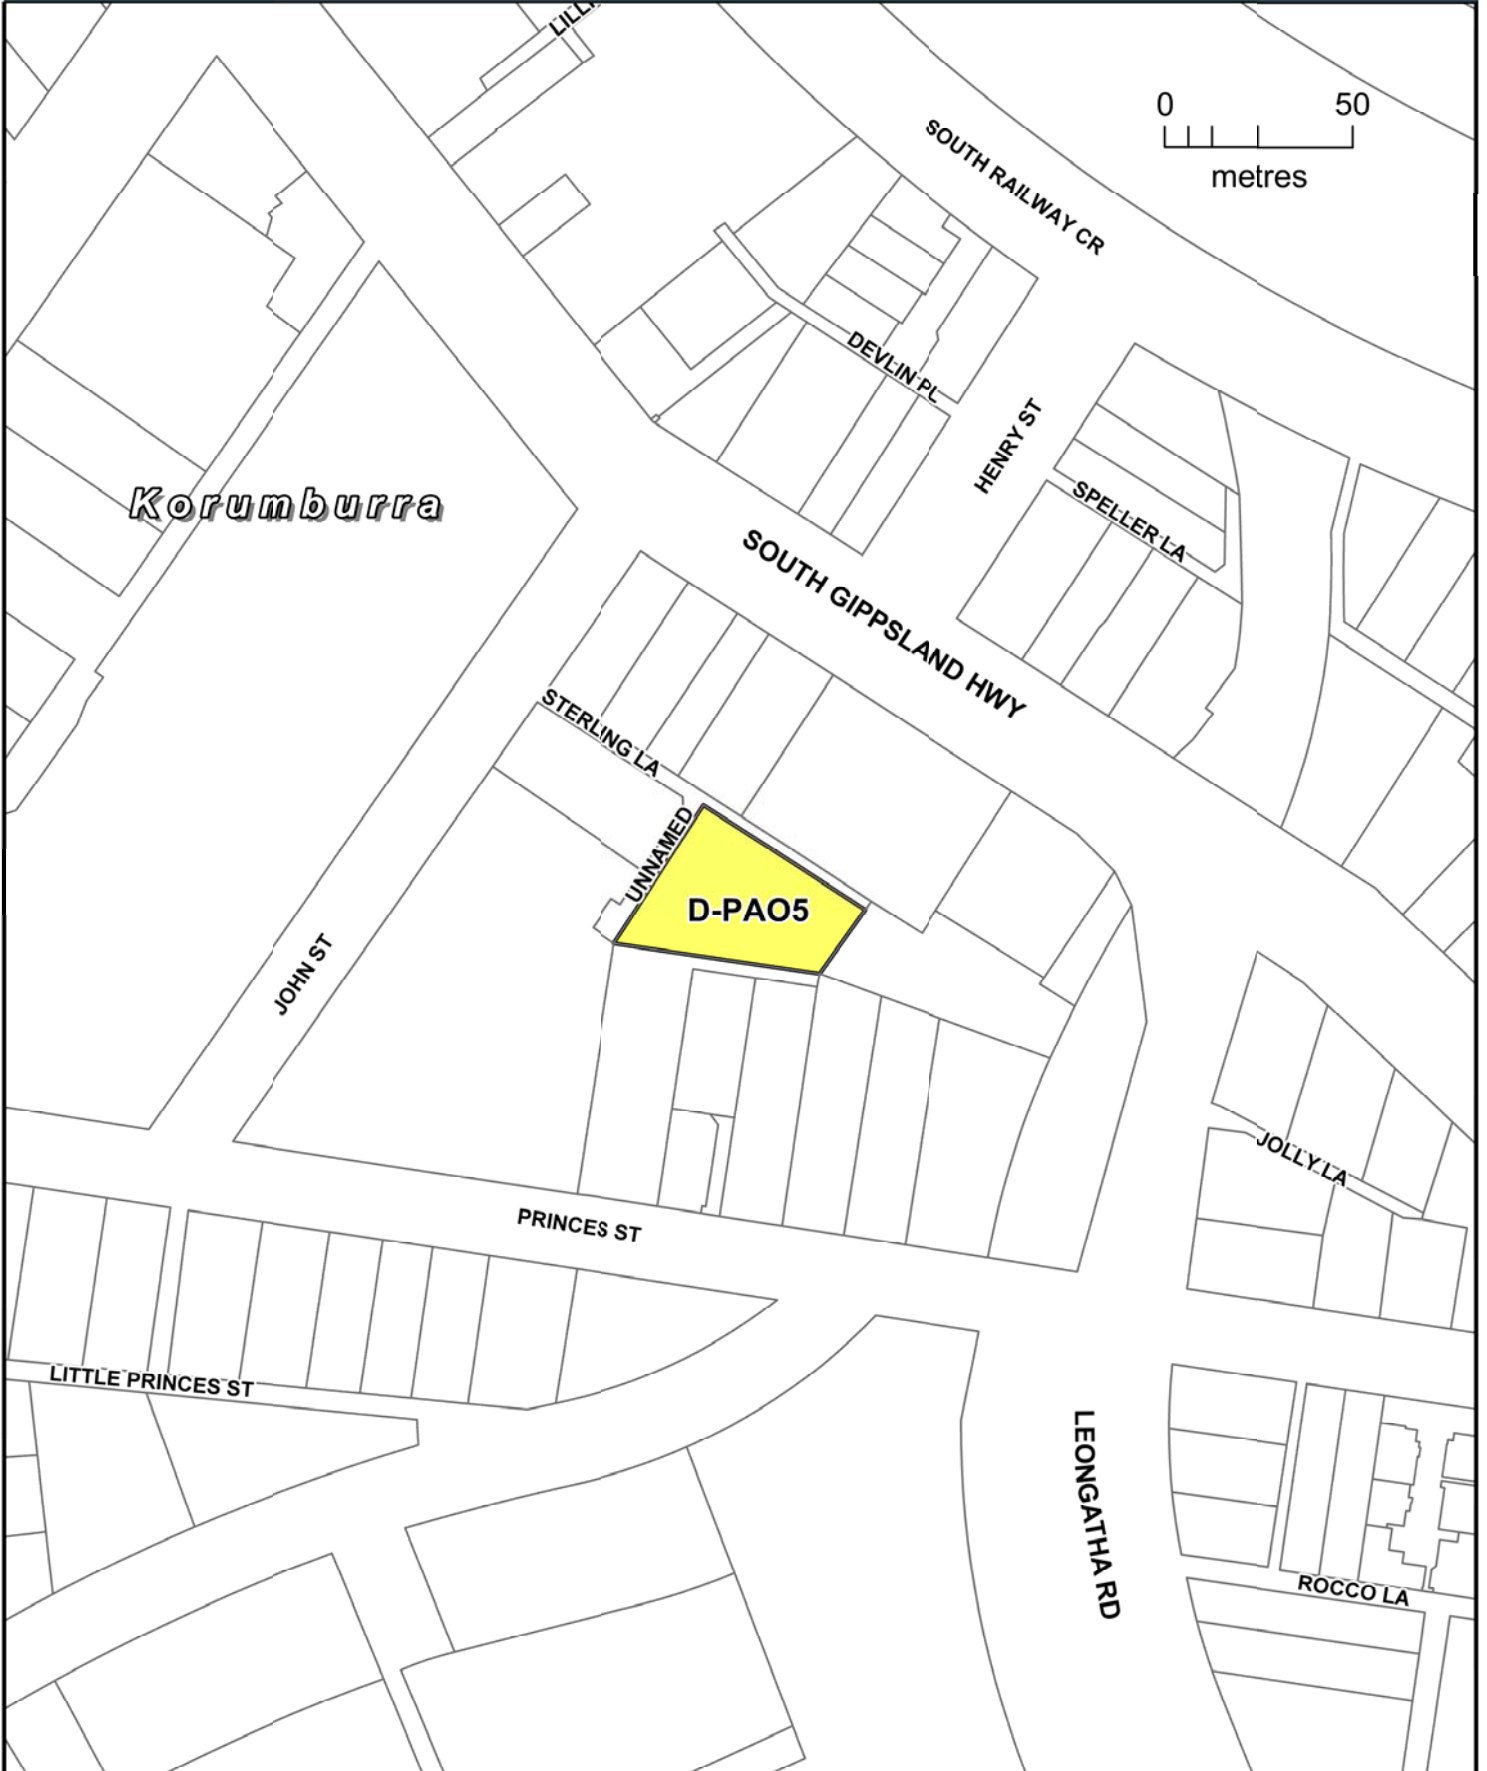 LILL
0 50
metres
SOUTH RAILWAY CR
DEVLIN PL
HENRY ST
Korumburra
SPELLER LA
SOUTH GIPPSLAND HWY
STERLING LA
UNNAMED
D-PAO5
JOHN ST
JOLLY LA
PRINCES ST
LITTLE PRINCES ST
LEONGATHA RD
ROCCO LA